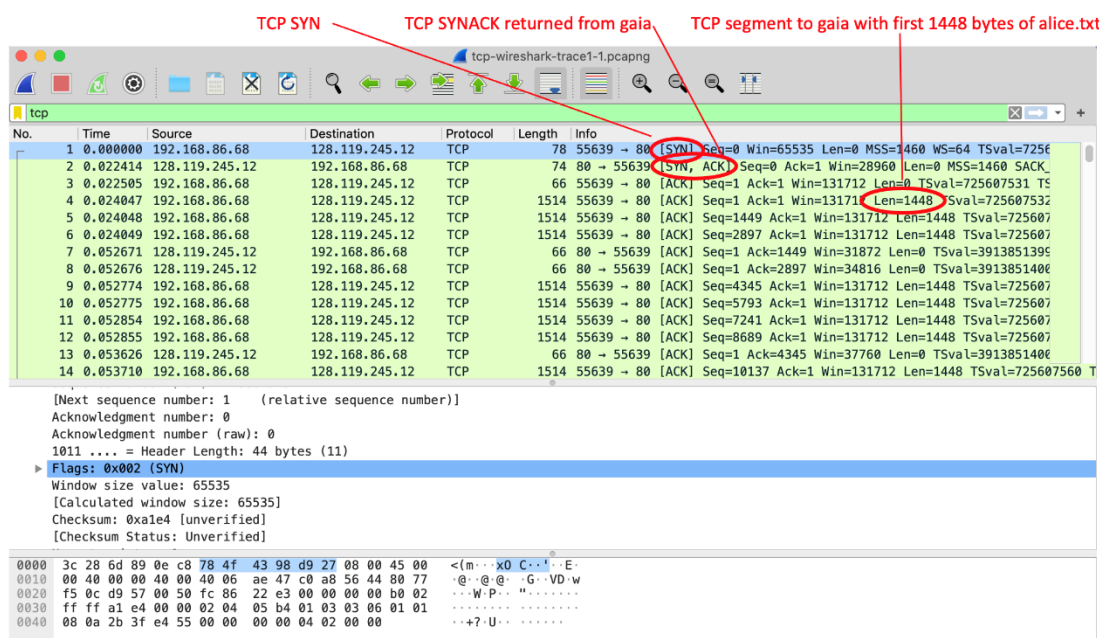 TCP SYN
TCP SYNACK returned from gaia
TCP segment to gaia with first 1448 bytes of alice.txt
tcp-wireshark-trace1-1.pcapng
tcp
No. Time Source Destination Protocol Length Info
1 0.000000 192.168.86.68 128.119.245.12 TCP 78 55639 → 80 [SYN] Seq=0 Win=65535 Len=0 MSS=1460 WS=64 TSval=7256
2 0.022414 128.119.245.12 192.168.86.68 TCP 74 80 → 55639 [SYN, ACK] Seq=0 Ack=1 Win=28960 Len=0 MSS=1460 SACK_
3 0.022505 192.168.86.68 128.119.245.12 TCP 66 55639 → 80 [ACK] Seq=1 Ack=1 Win=131712 Len=0 TSval=725607531 TS
4 0.024047 192.168.86.68 128.119.245.12 TCP 1514 55639 → 80 [ACK] Seq=1 Ack=1 Win=131712 Len=1448 TSval=725607532
5 0.024048 192.168.86.68 128.119.245.12 TCP 1514 55639 → 80 [ACK] Seq=1449 Ack=1 Win=131712 Len=1448 TSval=725607
6 0.024049 192.168.86.68 128.119.245.12 TCP 1514 55639 → 80 [ACK] Seq=2897 Ack=1 Win=131712 Len=1448 TSval=725607
7 0.052671 128.119.245.12 192.168.86.68 TCP 66 80 → 55639 [ACK] Seq=1 Ack=1449 Win=31872 Len=0 TSval=3913851399
8 0.052676 128.119.245.12 192.168.86.68 TCP 66 80 → 55639 [ACK] Seq=1 Ack=2897 Win=34816 Len=0 TSval=3913851400
9 0.052774 192.168.86.68 128.119.245.12 TCP 1514 55639 → 80 [ACK] Seq=4345 Ack=1 Win=131712 Len=1448 TSval=725607
10 0.052775 192.168.86.68 128.119.245.12 TCP 1514 55639 → 80 [ACK] Seq=5793 Ack=1 Win=131712 Len=1448 TSval=725607
11 0.052854 192.168.86.68 128.119.245.12 TCP 1514 55639 → 80 [ACK] Seq=7241 Ack=1 Win=131712 Len=1448 TSval=725607
12 0.052855 192.168.86.68 128.119.245.12 TCP 1514 55639 → 80 [ACK] Seq=8689 Ack=1 Win=131712 Len=1448 TSval=725607
13 0.053626 128.119.245.12 192.168.86.68 TCP 66 80 → 55639 [ACK] Seq=1 Ack=4345 Win=37760 Len=0 TSval=3913851400
14 0.053710 192.168.86.68 128.119.245.12 TCP 1514 55639 → 80 [ACK] Seq=10137 Ack=1 Win=131712 Len=1448 TSval=725607560 T
[Next sequence number: 1 (relative sequence number)]
Acknowledgment number: 0
Acknowledgment number (raw): 0
1011 .... = Header Length: 44 bytes (11)
Flags: 0x002 (SYN)
Window size value: 65535
[Calculated window size: 65535]
Checksum: 0xa1e4 [unverified]
[Checksum Status: Unverified]
0000 3c 28 6d 89 0e c8 78 4f 43 98 d9 27 08 00 45 00 <(m···xO C··'··E·
0010 00 40 00 00 40 00 40 06 ae 47 c0 a8 56 44 80 77 ·@··@·@· ·G··VD·w
0020 f5 0c d9 57 00 50 fc 86 22 e3 00 00 00 00 b0 02 ···W·P·· "·······
0030 ff ff a1 e4 00 00 02 04 05 b4 01 03 03 06 01 01 ········ ········
0040 08 0a 2b 3f e4 55 00 00 00 00 04 02 00 00 ··+?·U·· ······